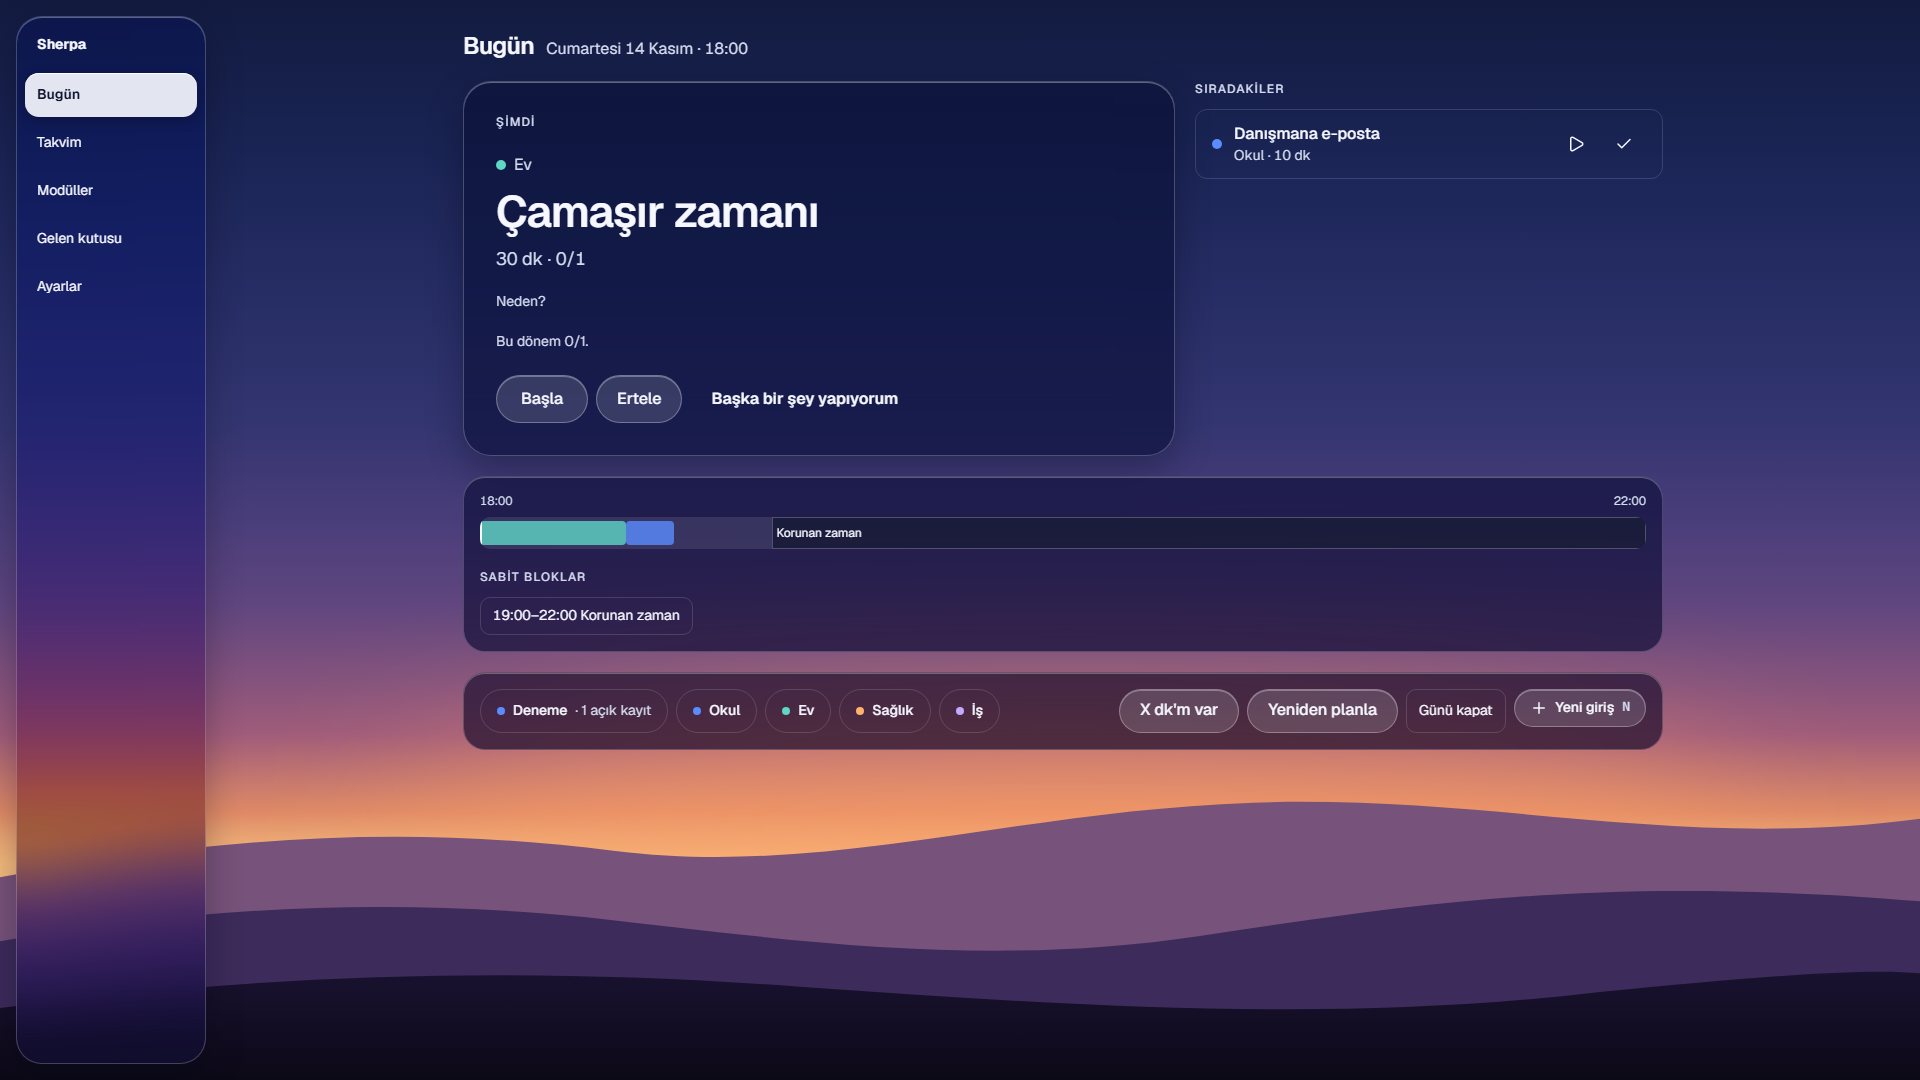 Sherpa
Bugün
Takvim
Modüller
Gelen kutusu
Ayarlar
Bugün Cumartesi 14 Kasım · 18:00
ŞİMDİ
Ev
Çamaşır zamanı
30 dk · 0/1
Neden?
Bu dönem 0/1.
Başla Ertele Başka bir şey yapıyorum
SIRADAKİLER
Danışmana e-posta
Okul · 10 dk
18:00 22:00
Korunan zaman
SABİT BLOKLAR
19:00–22:00 Korunan zaman
Deneme · 1 açık kayıt Okul Ev Sağlık İş X dk'm var Yeniden planla Günü kapat Yeni giriş N